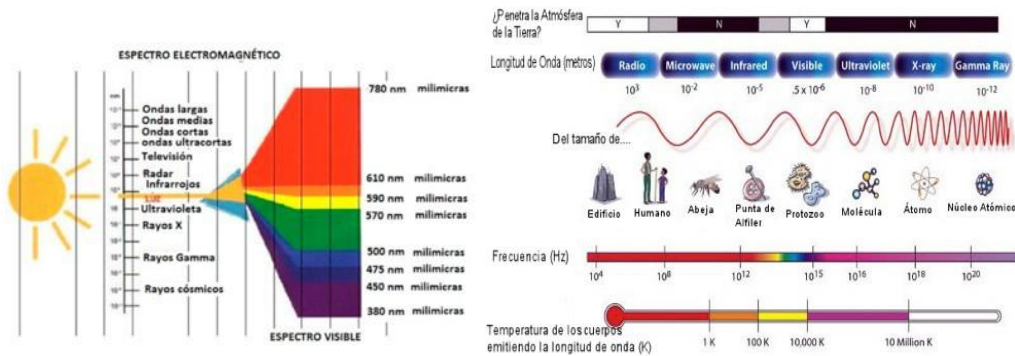 ESPECTRO ELECTROMAGNÉTICO
Ondas largas
Ondas medias
Ondas cortas
ondas ultracortas
Televisión
Radar
Infrarrojos
Luz
Ultravioleta
Rayos X
Rayos Gamma
Rayos cósmicos
780 nm milimicras
610 nm milimicras
590 nm milimicras
570 nm milimicras
500 nm milimicras
475 nm milimicras
450 nm milimicras
380 nm milimicras
ESPECTRO VISIBLE
¿Penetra la Atmósfera
de la Tierra?
Y N Y N
Longitud de Onda (metros)
Radio Microwave Infrared Visible Ultraviolet X-ray Gamma Ray
10³ 10⁻² 10⁻⁵ .5 x 10⁻⁶ 10⁻⁸ 10⁻¹⁰ 10⁻¹²
Del tamaño de....
Edificio Humano Abeja Punta de Alfiler Protozoo Molécula Átomo Núcleo Atómico
Frecuencia (Hz)
10⁴ 10⁸ 10¹² 10¹⁵ 10¹⁶ 10¹⁸ 10²⁰
Temperatura de los cuerpos
emitiendo la longitud de onda (K)
1 K 100 K 10,000 K 10 Million K